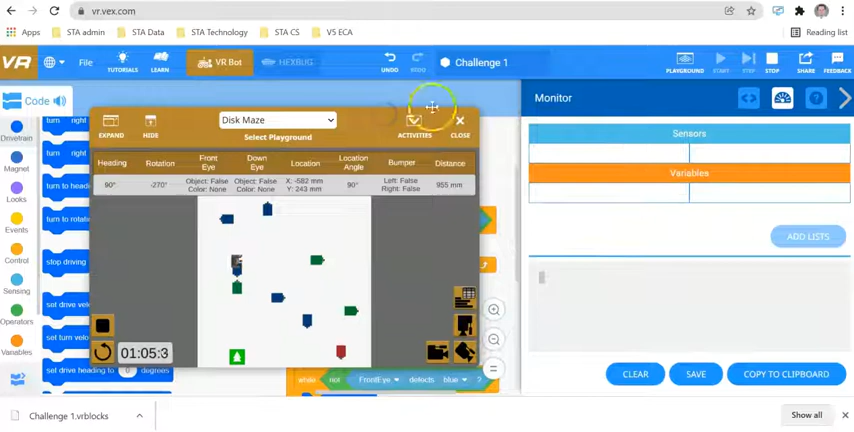 vr.vex.com
Apps STA admin STA Data STA Technology STA CS V5 ECA Reading list
VR File TUTORIALS LEARN VR Bot HEXBUG UNDO REDO Challenge 1 PLAYGROUND START STEP STOP SHARE FEEDBACK
Code
Monitor
EXPAND HIDE Disk Maze ACTIVITIES CLOSE
Select Playground
Heading Rotation Front Eye Down Eye Location Location Angle Bumper Distance
90° -270° Object: False Color: None Object: False Color: None X: -582 mm Y: 243 mm 90° Left: False Right: False 955 mm
Sensors
Variables
ADD LISTS
turn right
Drivetrain
turn right
Magnet
turn to head
Looks
turn to rotat
Events
Control
stop driving
Sensing
set drive vel
Operators
set turn velo
Variables
set drive heading to 0 degrees
01:05:3
while not FrontEye detects blue ?
CLEAR SAVE COPY TO CLIPBOARD
Challenge 1.vrblocks Show all